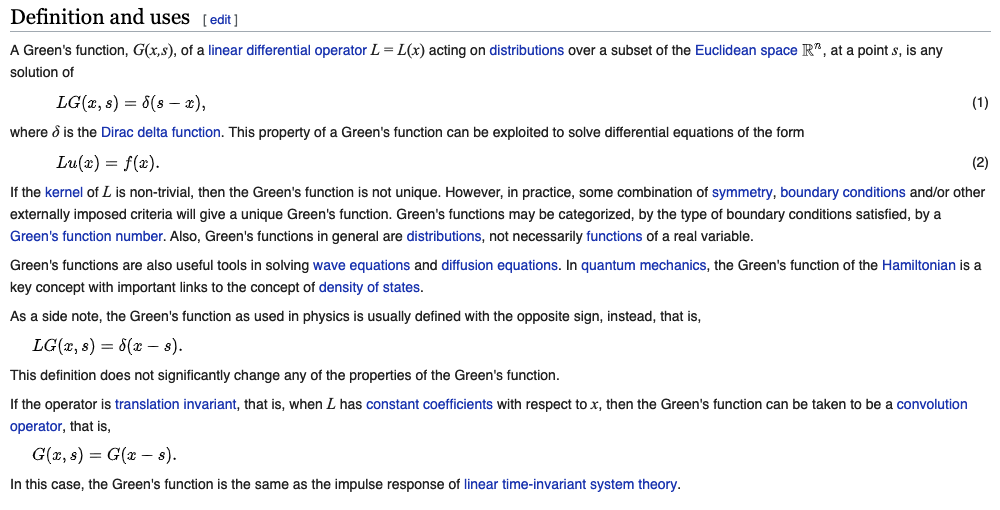 Definition and uses [ edit ]
A Green's function, G(x,s), of a linear differential operator L = L(x) acting on distributions over a subset of the Euclidean space ℝⁿ, at a point s, is any
solution of
LG(x, s) = δ(s − x), (1)
where δ is the Dirac delta function. This property of a Green's function can be exploited to solve differential equations of the form
Lu(x) = f(x). (2)
If the kernel of L is non-trivial, then the Green's function is not unique. However, in practice, some combination of symmetry, boundary conditions and/or other
externally imposed criteria will give a unique Green's function. Green's functions may be categorized, by the type of boundary conditions satisfied, by a
Green's function number. Also, Green's functions in general are distributions, not necessarily functions of a real variable.
Green's functions are also useful tools in solving wave equations and diffusion equations. In quantum mechanics, the Green's function of the Hamiltonian is a
key concept with important links to the concept of density of states.
As a side note, the Green's function as used in physics is usually defined with the opposite sign, instead, that is,
LG(x, s) = δ(x − s).
This definition does not significantly change any of the properties of the Green's function.
If the operator is translation invariant, that is, when L has constant coefficients with respect to x, then the Green's function can be taken to be a convolution
operator, that is,
G(x, s) = G(x − s).
In this case, the Green's function is the same as the impulse response of linear time-invariant system theory.